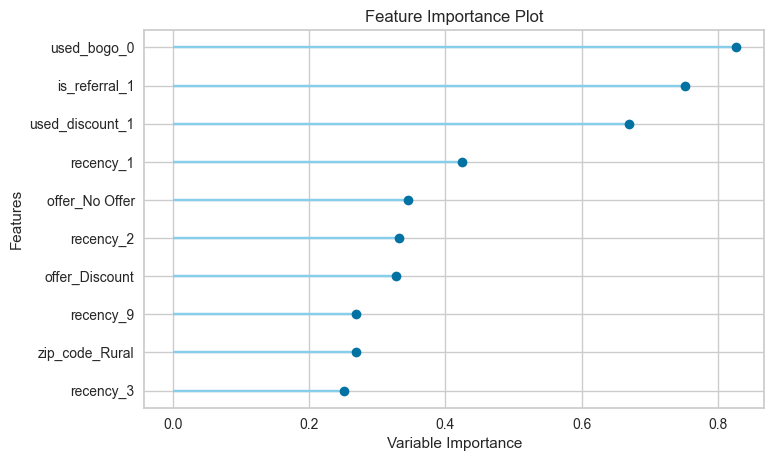 Feature Importance Plot
used_bogo_0
is_referral_1
used_discount_1
recency_1
offer_No Offer
recency_2
offer_Discount
recency_9
zip_code_Rural
recency_3
Features
0.0 0.2 0.4 0.6 0.8
Variable Importance